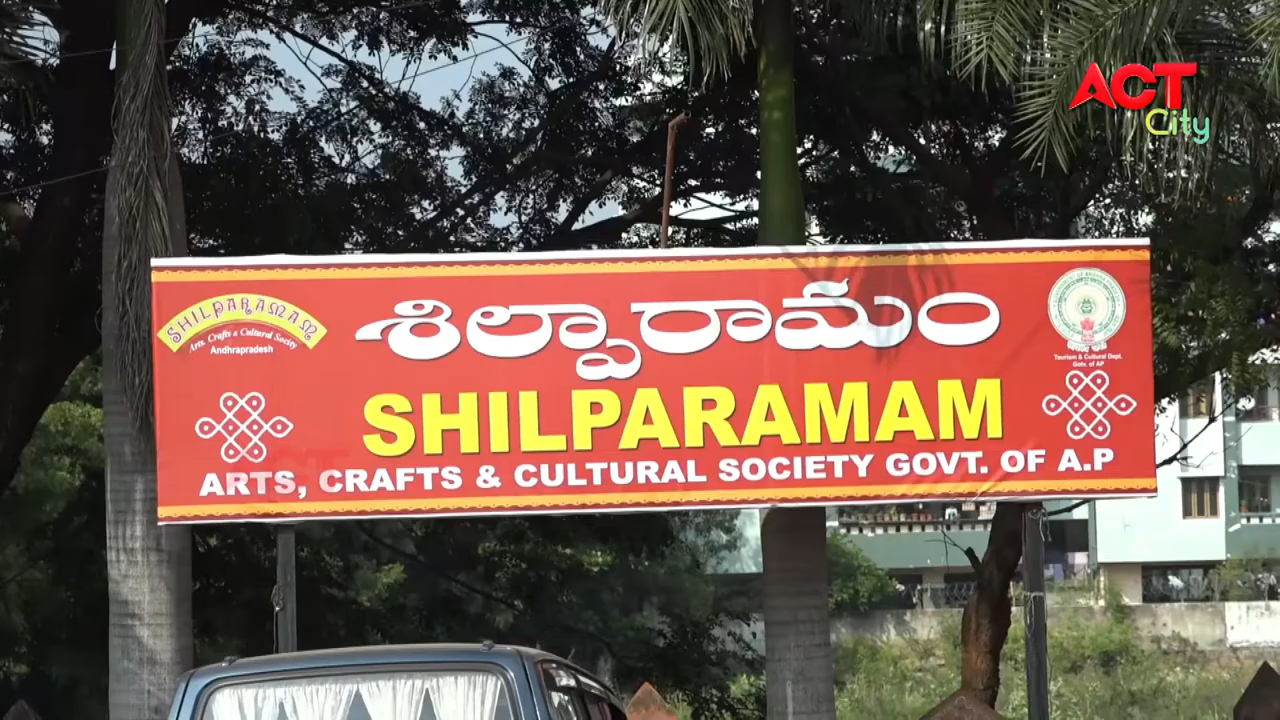 ACT
City
శిల్పారామం
SHILPARAMAM
ARTS, CRAFTS & CULTURAL SOCIETY GOVT. OF A.P
SHILPARAMAM
Arts, Crafts & Cultural Society
Andhrapradesh
Tourism & Cultural Dept.
Govt. of AP